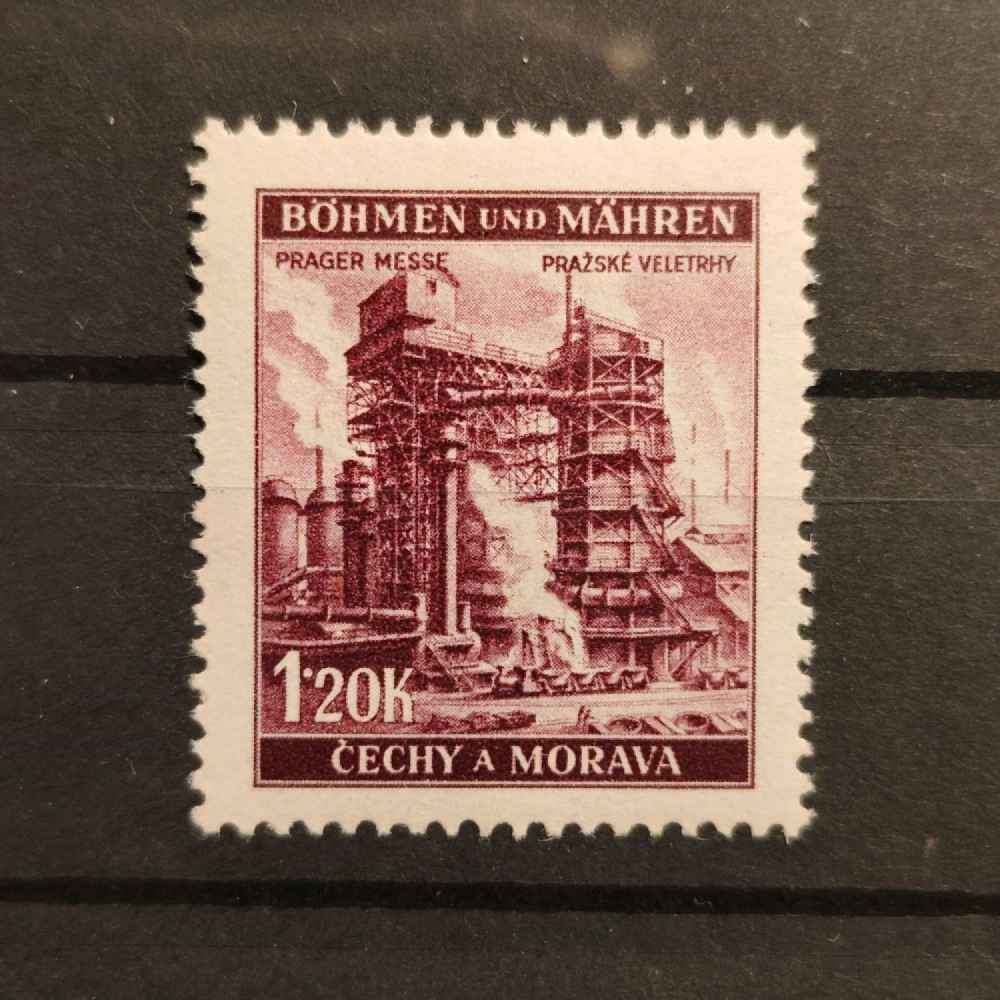 BÖHMEN UND MÄHREN
PRAGER MESSE PRAŽSKÉ VELETRHY
1·20K
ČECHY A MORAVA